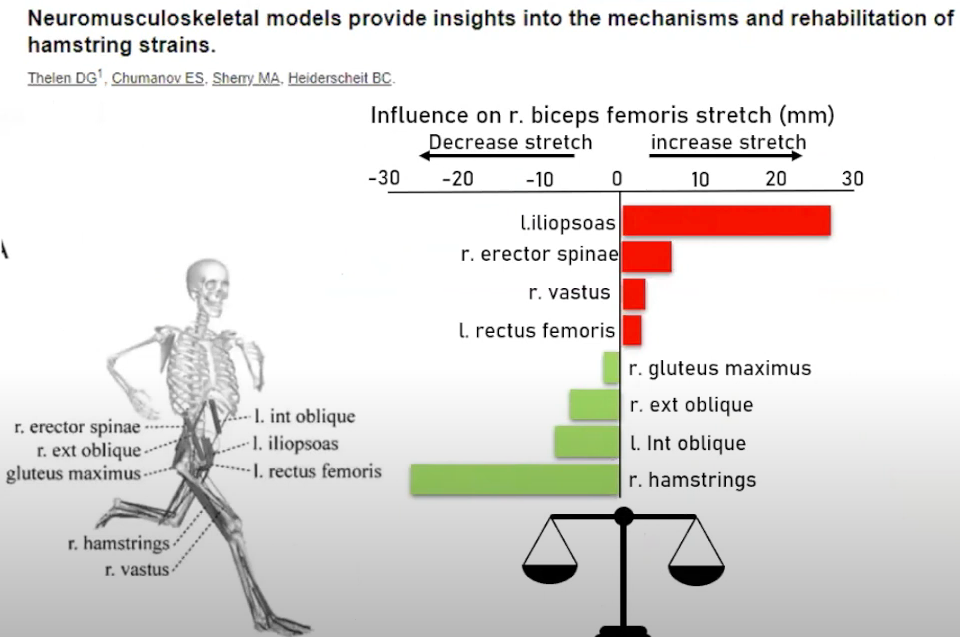 Neuromusculoskeletal models provide insights into the mechanisms and rehabilitation of
hamstring strains.
Thelen DG1, Chumanov ES, Sherry MA, Heiderscheit BC.
Influence on r. biceps femoris stretch (mm)
Decrease stretch increase stretch
-30 -20 -10 0 10 20 30
l.iliopsoas
r. erector spinae
r. vastus
l. rectus femoris
r. gluteus maximus
r. ext oblique
l. Int oblique
r. hamstrings
A
r. erector spinae
r. ext oblique
gluteus maximus
l. int oblique
l. iliopsoas
l. rectus femoris
r. hamstrings
r. vastus